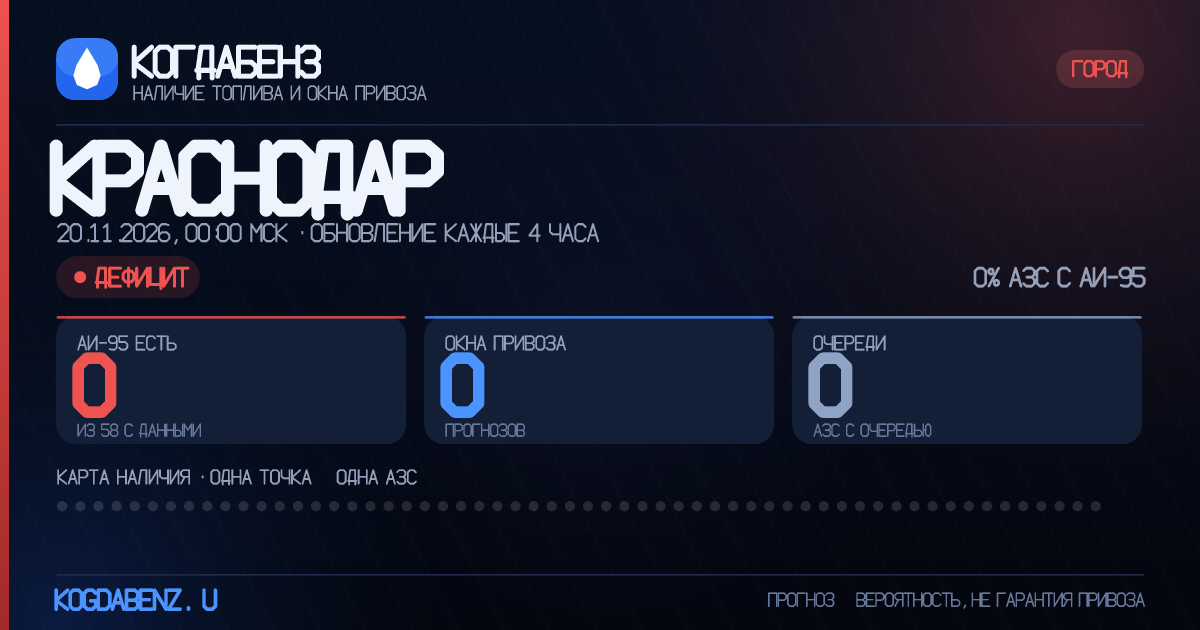 КОГДАБЕНЗ
НАЛИЧИЕ ТОПЛИВА И ОКНА ПРИВОЗА
ГОРОД
КРАСНОДАР
20.11.2026, 00:00 МСК · ОБНОВЛЕНИЕ КАЖДЫЕ 4 ЧАСА
ДЕФИЦИТ
0% АЗС С АИ-95
АИ-95 ЕСТЬ
0
ИЗ 58 С ДАННЫМИ
ОКНА ПРИВОЗА
0
ПРОГНОЗОВ
ОЧЕРЕДИ
0
АЗС С ОЧЕРЕДЬЮ
КАРТА НАЛИЧИЯ · ОДНА ТОЧКА ОДНА АЗС
KOGDABENZ. U
ПРОГНОЗ ВЕРОЯТНОСТЬ, НЕ ГАРАНТИЯ ПРИВОЗА